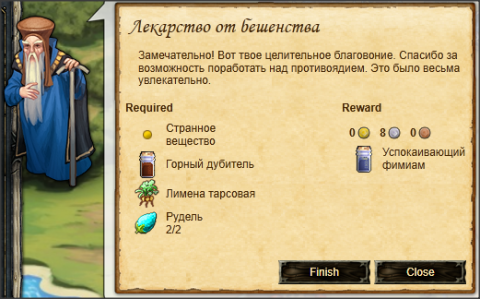 Лекарство от бешенства
Замечательно! Вот твое целительное благовоние. Спасибо за
возможность поработать над противоядием. Это было весьма
увлекательно.
Required
Странное
вещество
Горный дубитель
Лимена тарсовая
Рудель
2/2
Reward
0 8 0
Успокаивающий
фимиам
Finish
Close